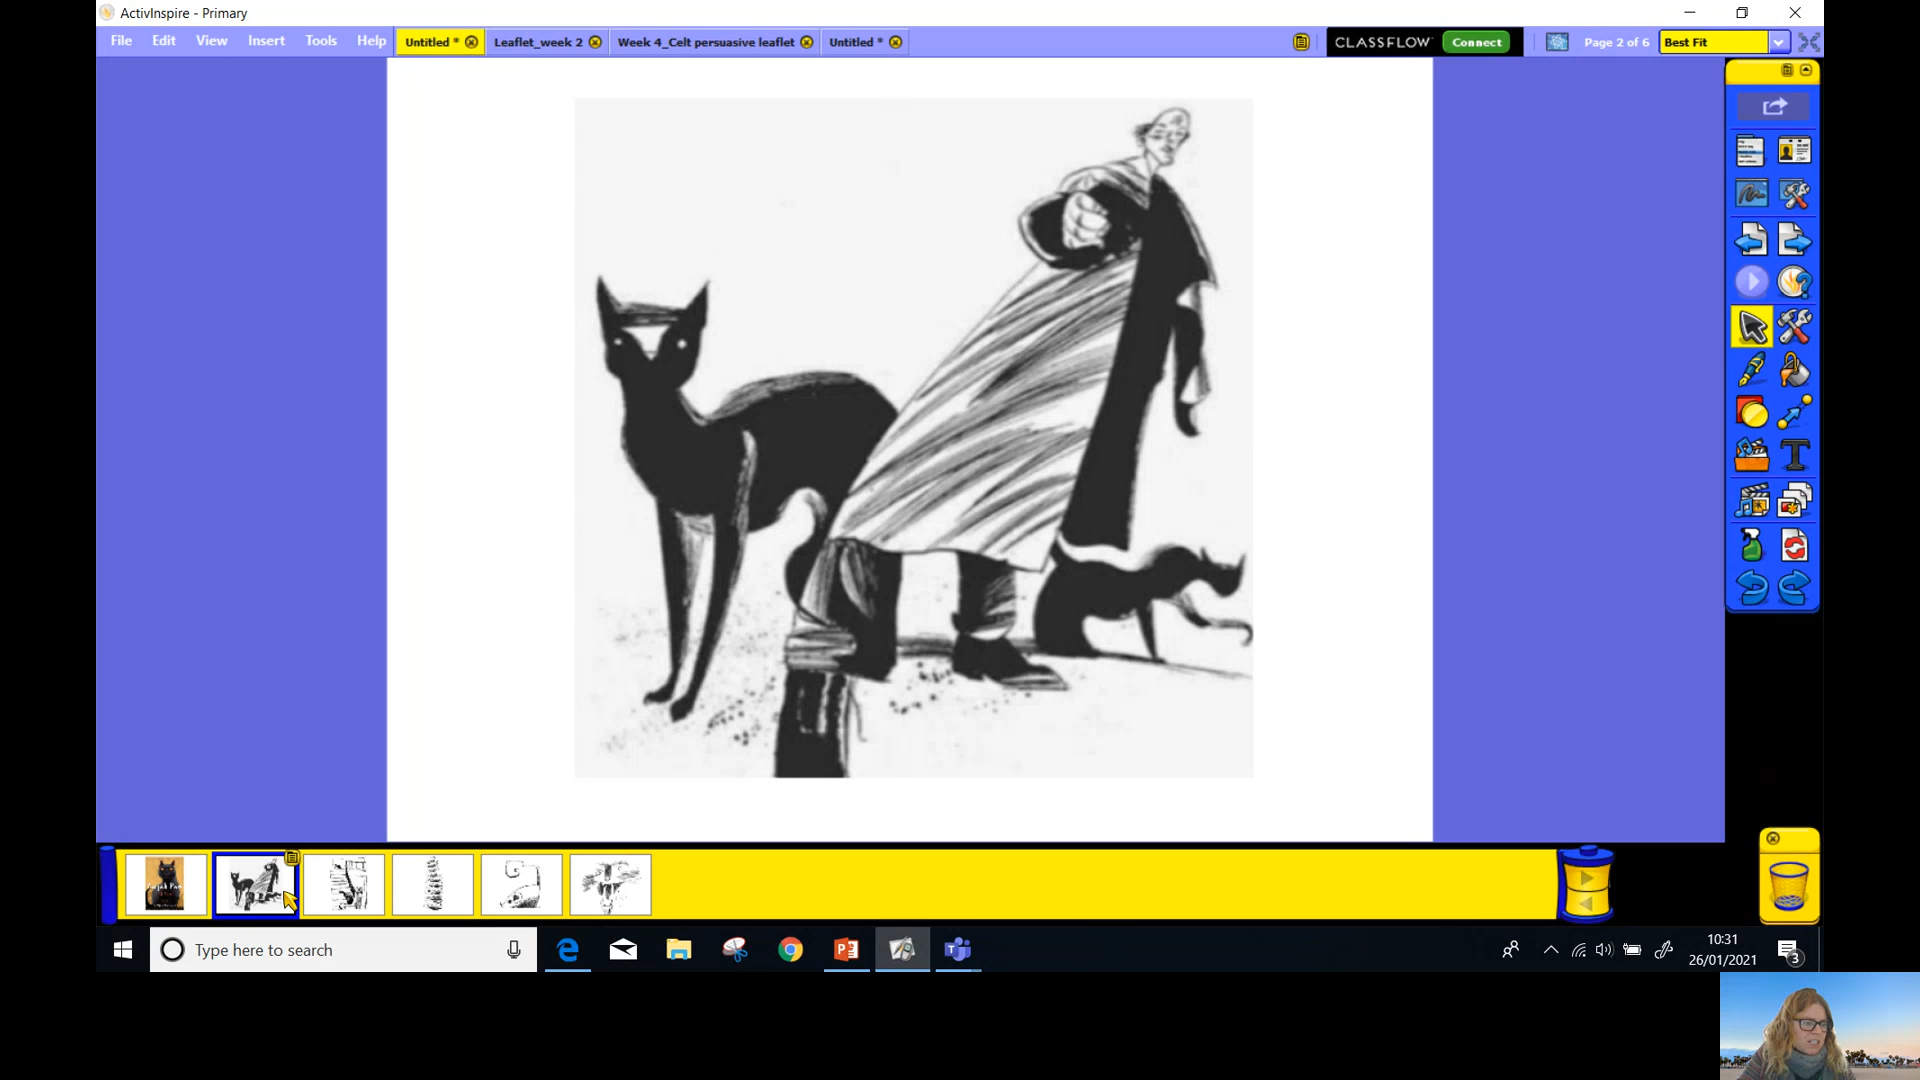 ActivInspire - Primary
File Edit View Insert Tools Help
Untitled * Leaflet_week 2 Week 4_Celt persuasive leaflet Untitled *
CLASSFLOW Connect
Page 2 of 6 Best Fit
Type here to search
10:31
26/01/2021
3